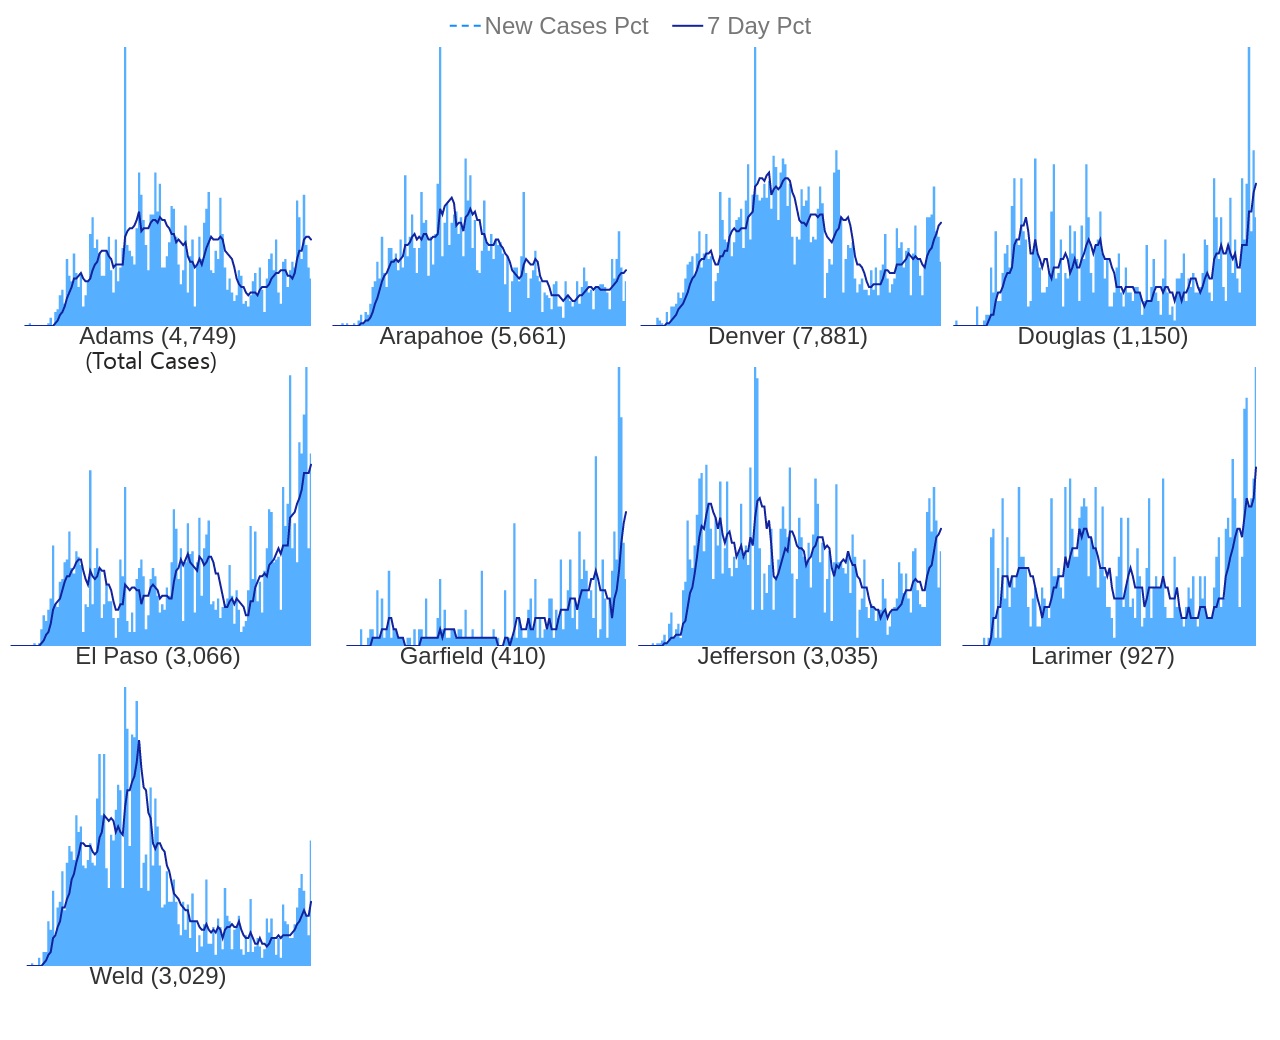 New Cases Pct 7 Day Pct
Adams (4,749) Arapahoe (5,661) Denver (7,881) Douglas (1,150)
(Total Cases)
El Paso (3,066) Garfield (410) Jefferson (3,035) Larimer (927)
Weld (3,029)